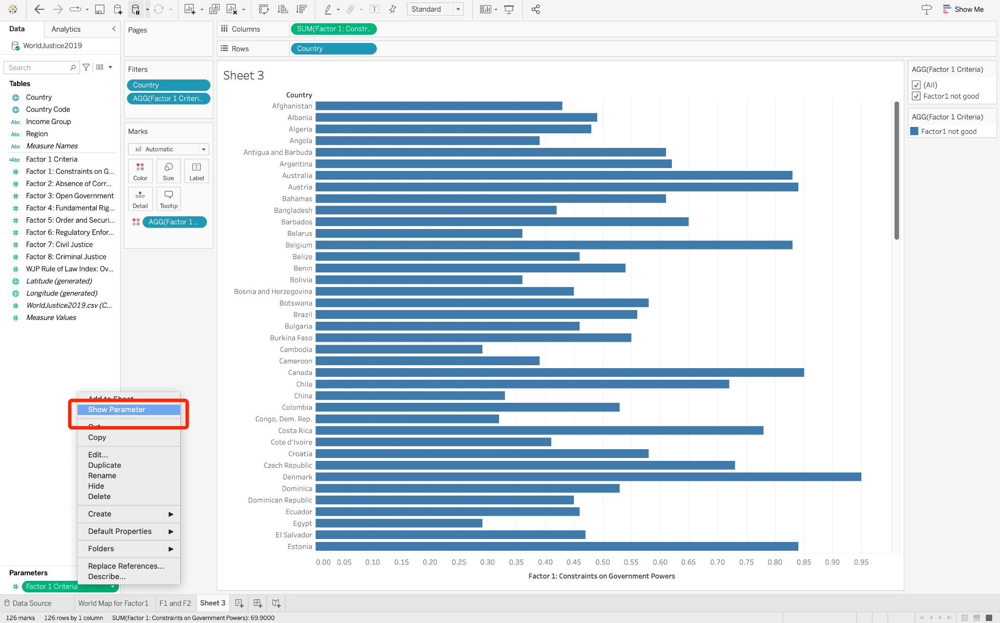 Standard
Show Me
Data
Analytics
WorldJustice2019
Search
Tables
Country
Country Code
Abc Income Group
Abc Region
Abc Measure Names
=Abc Factor 1 Criteria
Factor 1: Constraints on G...
Factor 2: Absence of Corr...
Factor 3: Open Government
Factor 4: Fundamental Rig...
Factor 5: Order and Securi...
Factor 6: Regulatory Enfor...
Factor 7: Civil Justice
Factor 8: Criminal Justice
WJP Rule of Law Index: Ov...
Latitude (generated)
Longitude (generated)
WorldJustice2019.csv (C...
Measure Values
Add to Sheet
Show Parameter
Cut
Copy
Edit...
Duplicate
Rename
Hide
Delete
Create
Default Properties
Folders
Replace References...
Describe...
Parameters
Factor 1 Criteria
Pages
Filters
Country
AGG(Factor 1 Criteri..
Marks
Automatic
Color
Size
Label
Detail
Tooltip
AGG(Factor 1 ..
Columns
SUM(Factor 1: Constr..
Rows
Country
Sheet 3
Country
Afghanistan
Albania
Algeria
Angola
Antigua and Barbuda
Argentina
Australia
Austria
Bahamas
Bangladesh
Barbados
Belarus
Belgium
Belize
Benin
Bolivia
Bosnia and Herzegovina
Botswana
Brazil
Bulgaria
Burkina Faso
Cambodia
Cameroon
Canada
Chile
China
Colombia
Congo, Dem. Rep.
Costa Rica
Cote d'Ivoire
Croatia
Czech Republic
Denmark
Dominica
Dominican Republic
Ecuador
Egypt
El Salvador
Estonia
0.00 0.05 0.10 0.15 0.20 0.25 0.30 0.35 0.40 0.45 0.50 0.55 0.60 0.65 0.70 0.75 0.80 0.85 0.90 0.95
Factor 1: Constraints on Government Powers
AGG(Factor 1 Criteria)
(All)
Factor1 not good
AGG(Factor 1 Criteria)
Factor1 not good
Data Source
World Map for Factor1
F1 and F2
Sheet 3
126 marks
126 rows by 1 column
SUM(Factor 1: Constraints on Government Powers): 69.9000